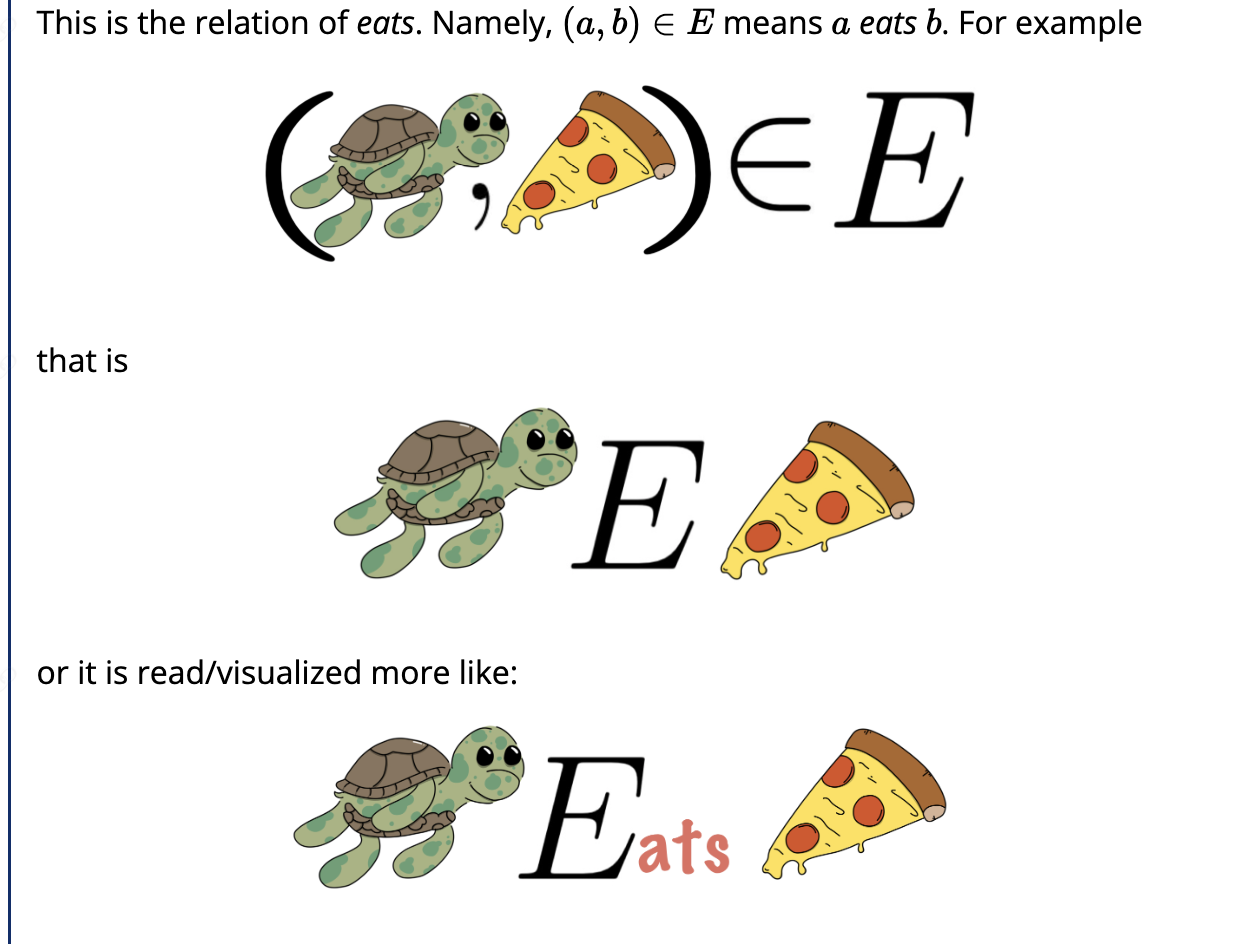 This is the relation of eats. Namely, (a, b) ∈ E means a eats b. For example
( , ) ∈ E
that is
E
or it is read/visualized more like:
Eats